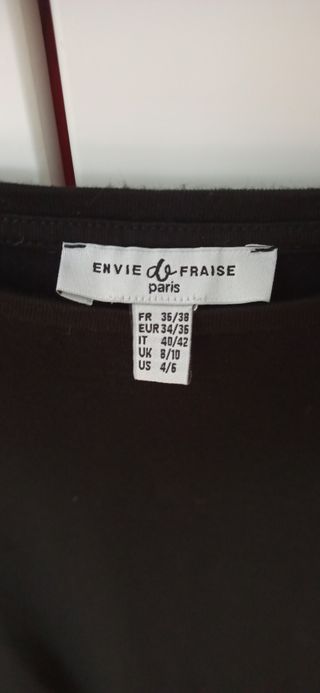 ENVIE de FRAISE
paris
FR 36/38
EUR 34/36
IT 40/42
UK 8/10
US 4/6